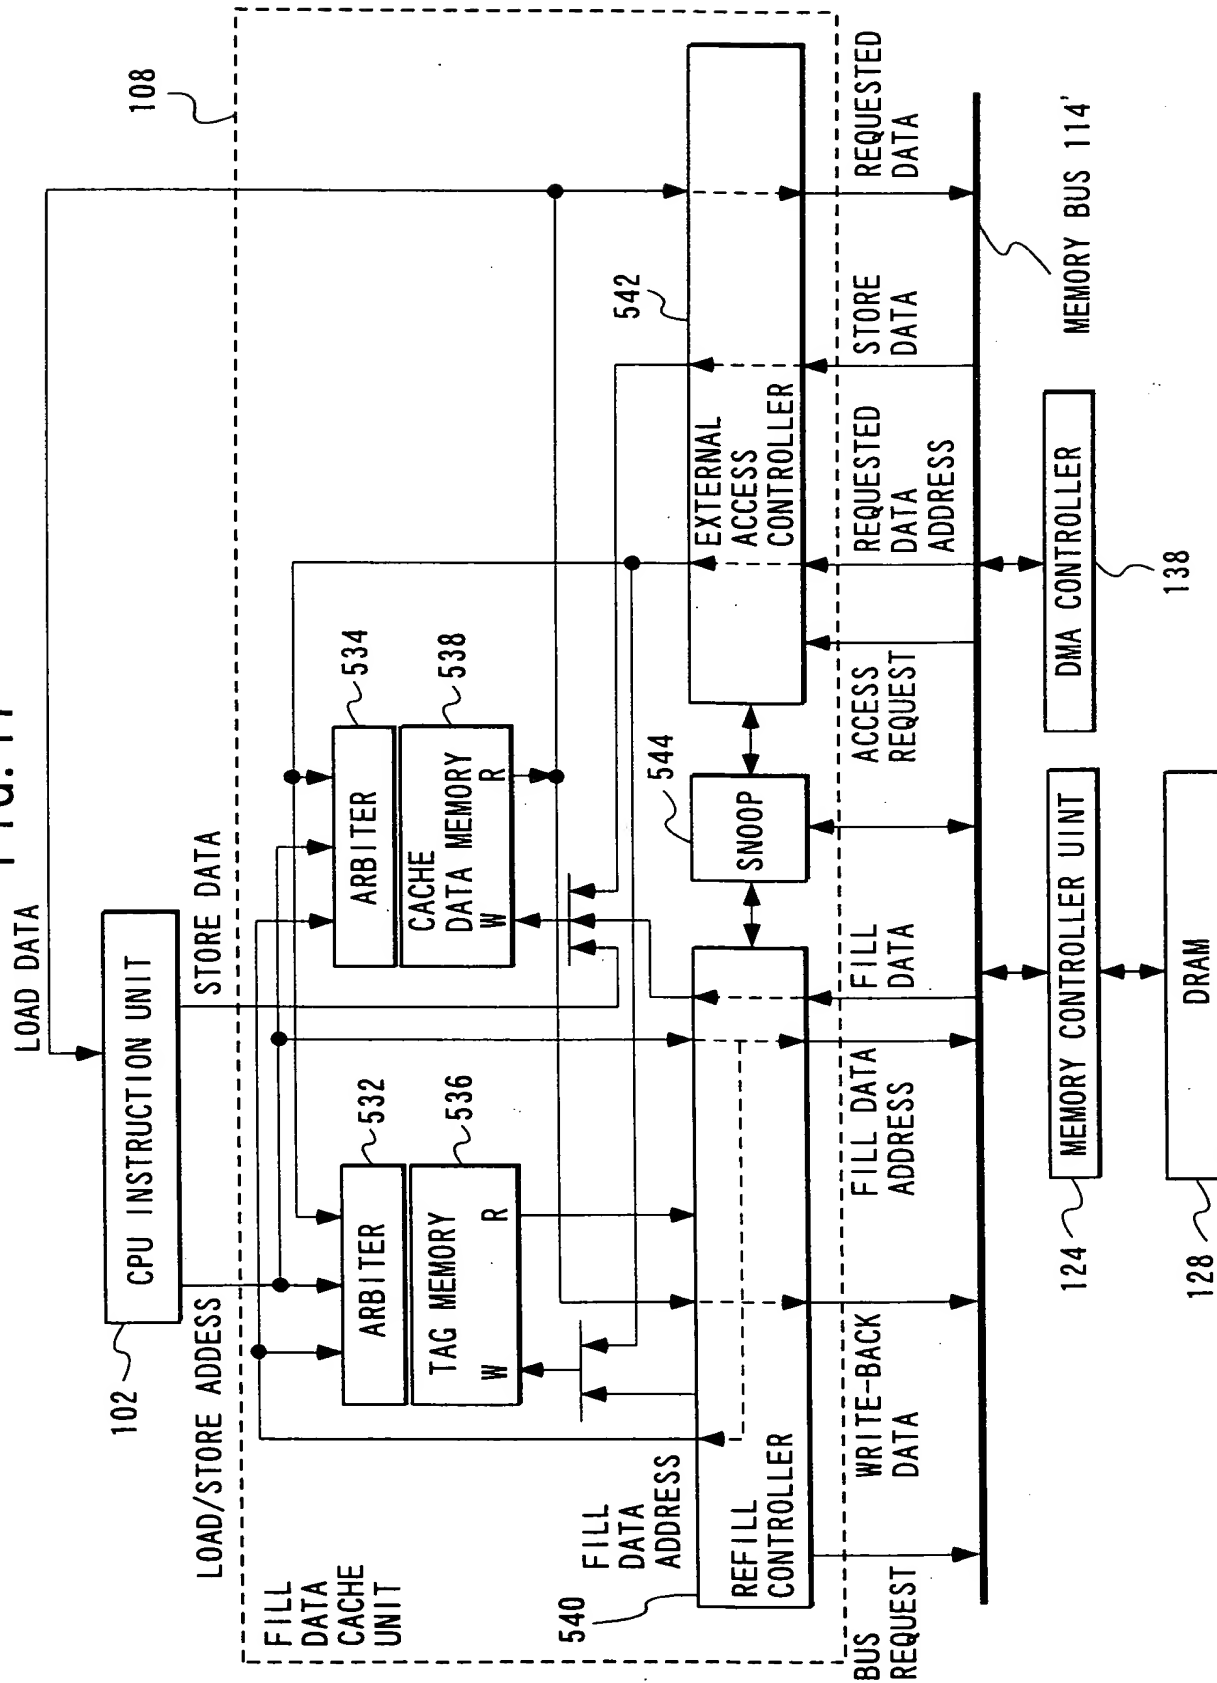 LOAD DATA
108
102
CPU INSTRUCTION UNIT
LOAD/STORE ADDESS
STORE DATA
FILL
DATA
CACHE
UNIT
ARBITER
532
TAG MEMORY
W
R
536
ARBITER
534
CACHE
DATA MEMORY
W
R
538
FILL
DATA
ADDRESS
540
REFILL
CONTROLLER
544
SNOOP
542
EXTERNAL
ACCESS
CONTROLLER
BUS
REQUEST
WRITE-BACK
DATA
FILL DATA
ADDRESS
FILL
DATA
ACCESS
REQUEST
REQUESTED
DATA
ADDRESS
STORE
DATA
REQUESTED
DATA
MEMORY BUS 114'
124
MEMORY CONTROLLER UINT
DMA CONTROLLER
138
128
DRAM